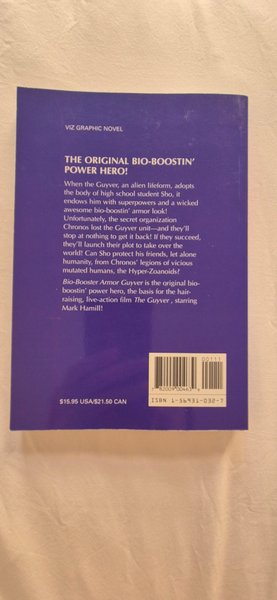 VIZ GRAPHIC NOVEL
THE ORIGINAL BIO-BOOSTIN'
POWER HERO!
When the Guyver, an alien lifeform, adopts
the body of high school student Sho, it
endows him with superpowers and a wicked
awesome bio-boostin' armor look!
Unfortunately, the secret organization
Chronos lost the Guyver unit—and they'll
stop at nothing to get it back! If they succeed,
they'll launch their plot to take over the
world! Can Sho protect his friends, let alone
humanity, from Chronos' legions of vicious
mutated humans, the Hyper-Zoanoids?
Bio-Booster Armor Guyver is the original bio-
boostin' power hero, the basis for the hair-
raising, live-action film The Guyver , starring
Mark Hamill!
00111
7 82009 00463 8
ISBN 1-56931-032-7
$15.95 USA/$21.50 CAN